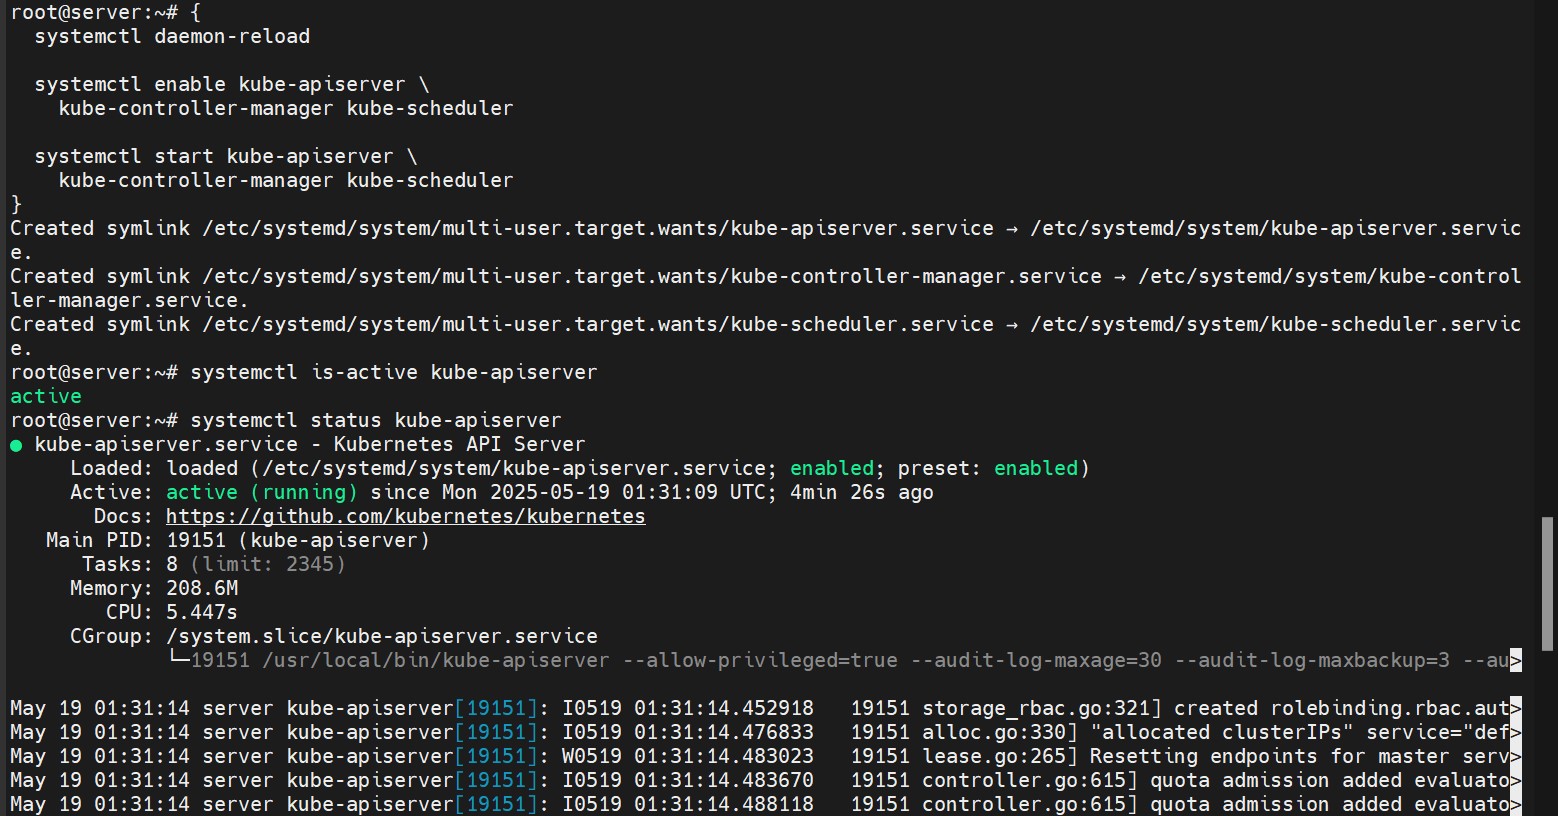 root@server:~# {
  systemctl daemon-reload

  systemctl enable kube-apiserver \
    kube-controller-manager kube-scheduler

  systemctl start kube-apiserver \
    kube-controller-manager kube-scheduler
}
Created symlink /etc/systemd/system/multi-user.target.wants/kube-apiserver.service → /etc/systemd/system/kube-apiserver.servic
e.
Created symlink /etc/systemd/system/multi-user.target.wants/kube-controller-manager.service → /etc/systemd/system/kube-control
ler-manager.service.
Created symlink /etc/systemd/system/multi-user.target.wants/kube-scheduler.service → /etc/systemd/system/kube-scheduler.servic
e.
root@server:~# systemctl is-active kube-apiserver
active
root@server:~# systemctl status kube-apiserver
● kube-apiserver.service - Kubernetes API Server
     Loaded: loaded (/etc/systemd/system/kube-apiserver.service; enabled; preset: enabled)
     Active: active (running) since Mon 2025-05-19 01:31:09 UTC; 4min 26s ago
       Docs: https://github.com/kubernetes/kubernetes
   Main PID: 19151 (kube-apiserver)
      Tasks: 8 (limit: 2345)
     Memory: 208.6M
        CPU: 5.447s
     CGroup: /system.slice/kube-apiserver.service
             └─19151 /usr/local/bin/kube-apiserver --allow-privileged=true --audit-log-maxage=30 --audit-log-maxbackup=3 --au>

May 19 01:31:14 server kube-apiserver[19151]: I0519 01:31:14.452918   19151 storage_rbac.go:321] created rolebinding.rbac.aut>
May 19 01:31:14 server kube-apiserver[19151]: I0519 01:31:14.476833   19151 alloc.go:330] "allocated clusterIPs" service="def>
May 19 01:31:14 server kube-apiserver[19151]: W0519 01:31:14.483023   19151 lease.go:265] Resetting endpoints for master serv>
May 19 01:31:14 server kube-apiserver[19151]: I0519 01:31:14.483670   19151 controller.go:615] quota admission added evaluato>
May 19 01:31:14 server kube-apiserver[19151]: I0519 01:31:14.488118   19151 controller.go:615] quota admission added evaluato>